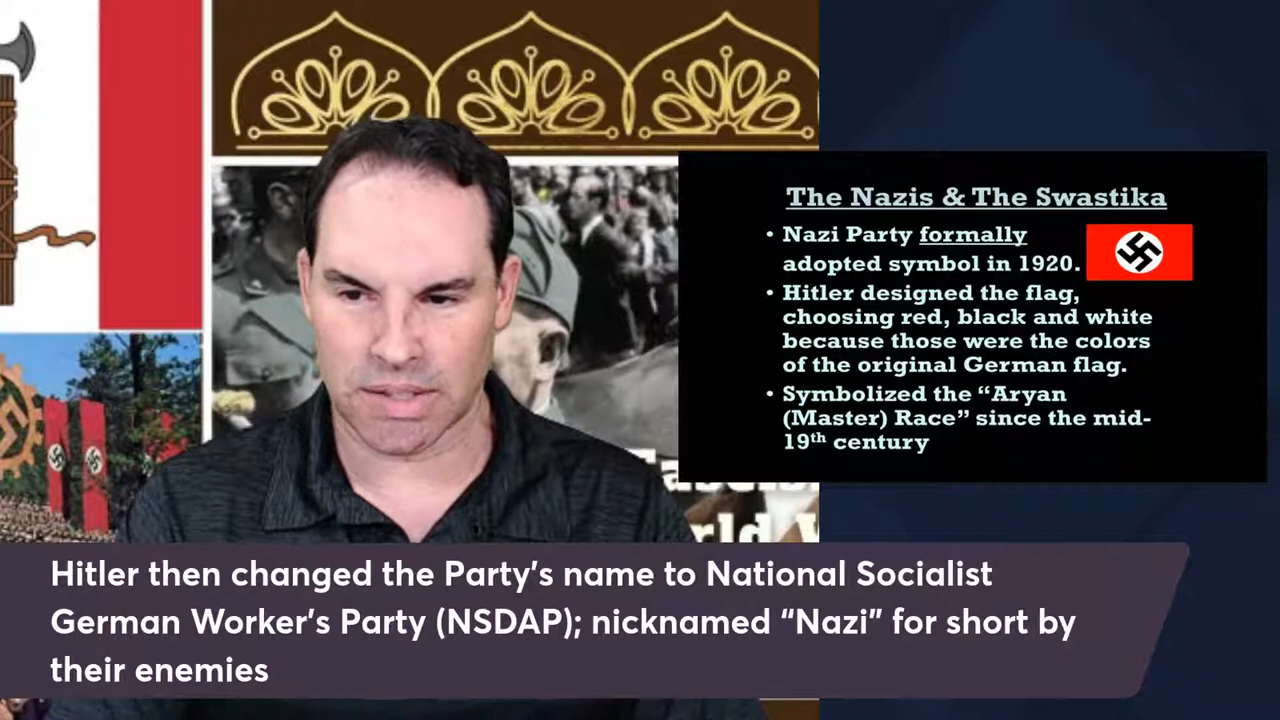 The Nazis & The Swastika
• Nazi Party formally
adopted symbol in 1920.
• Hitler designed the flag,
choosing red, black and white
because those were the colors
of the original German flag.
• Symbolized the “Aryan
(Master) Race” since the mid-
19th century
Hitler then changed the Party’s name to National Socialist
German Worker’s Party (NSDAP); nicknamed “Nazi” for short by
their enemies